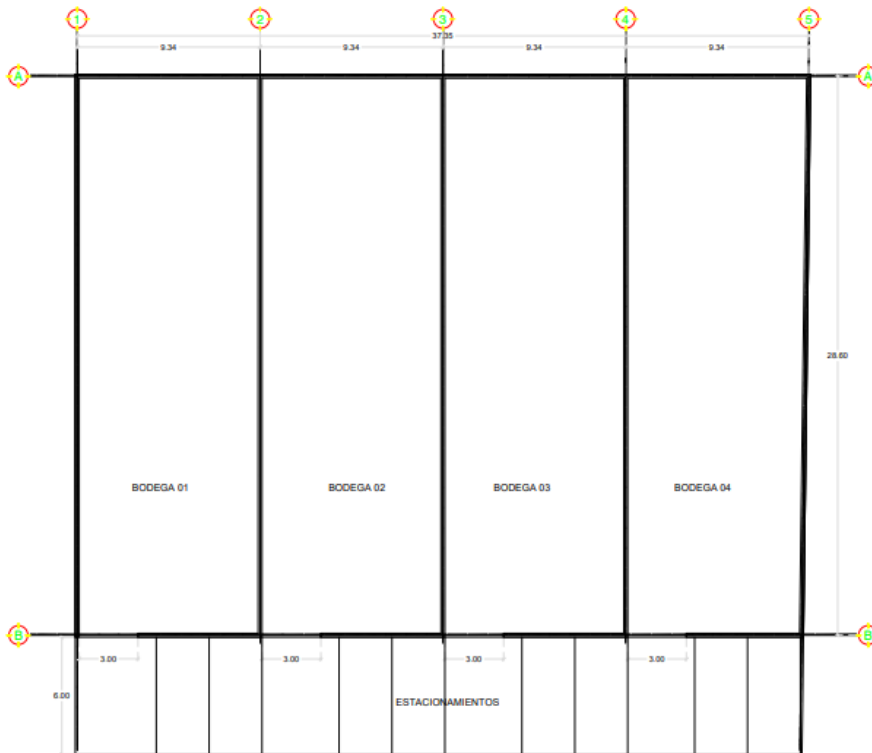 1 2 3 4 5
37.35
9.34 9.34 9.34 9.34
A A
28.60
BODEGA 01 BODEGA 02 BODEGA 03 BODEGA 04
B B
3.00 3.00 3.00 3.00
6.00
ESTACIONAMIENTOS